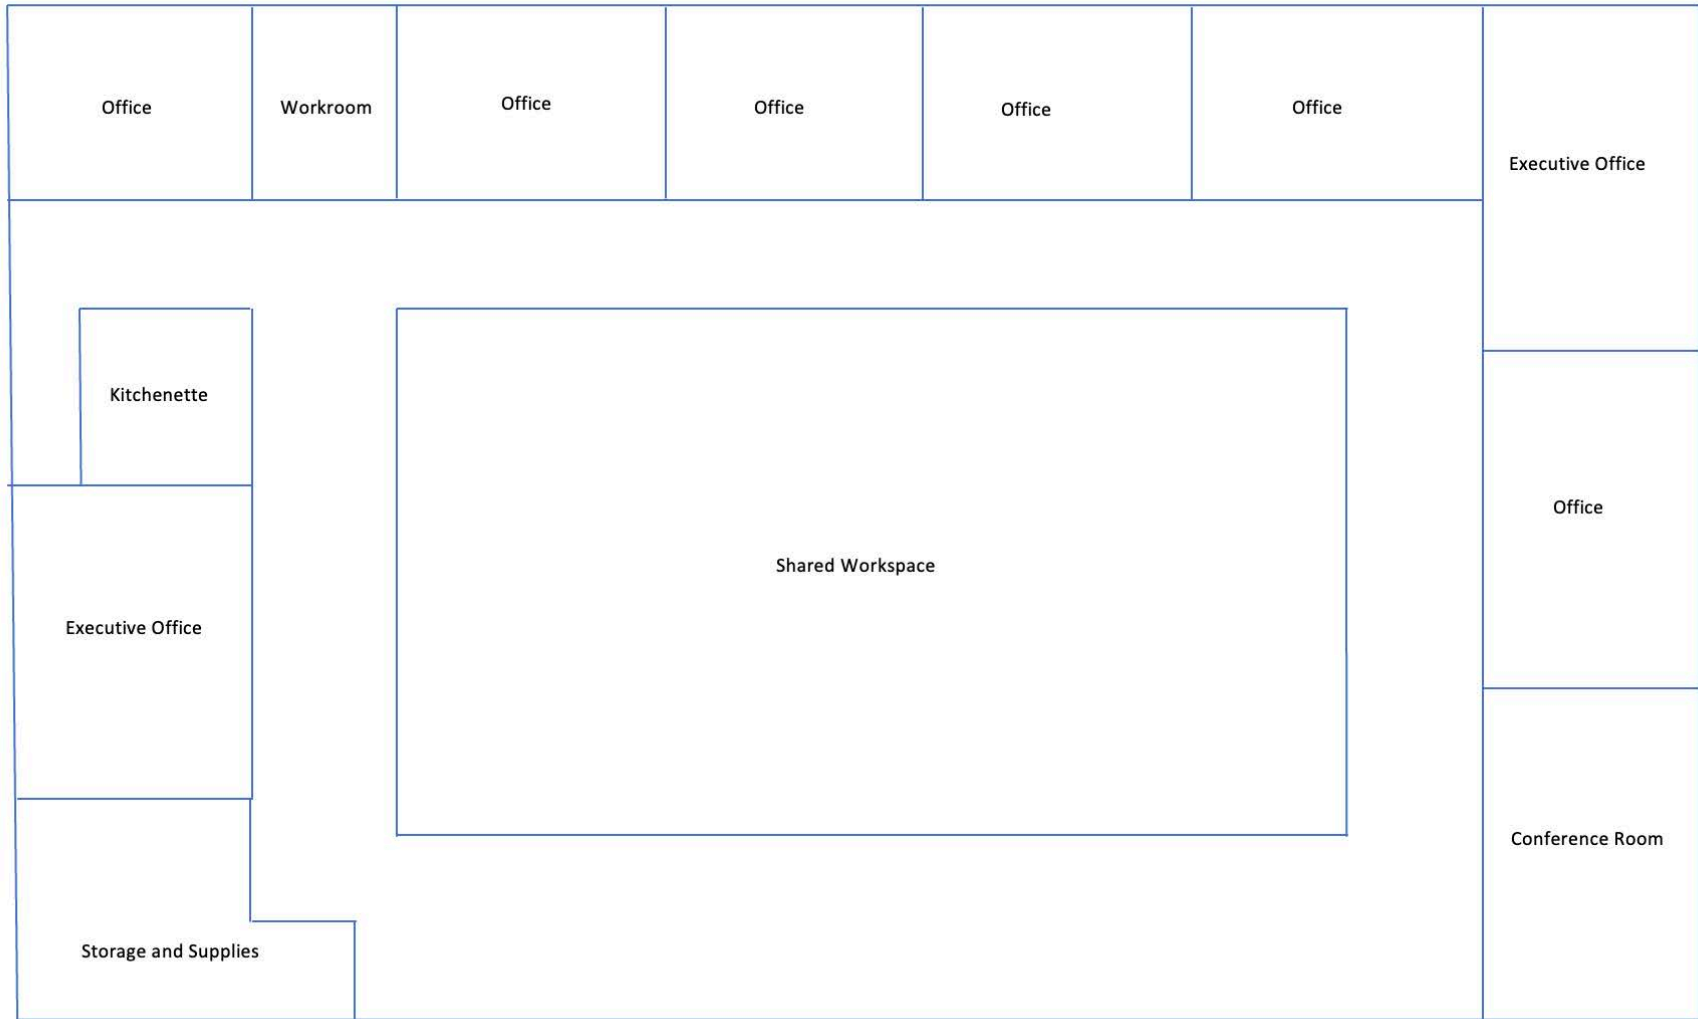 Office
Workroom
Office
Office
Office
Office
Executive Office
Kitchenette
Office
Shared Workspace
Executive Office
Conference Room
Storage and Supplies